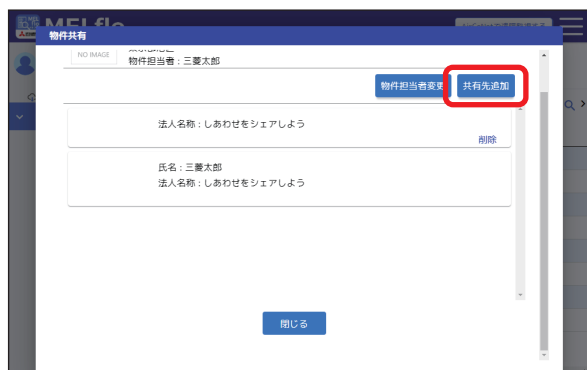 MELflo
物件共有
NO IMAGE
物件担当者：三菱太郎
物件担当者変更
共有先追加
法人名称：しあわせをシェアしよう
削除
氏名：三菱太郎
法人名称：しあわせをシェアしよう
閉じる